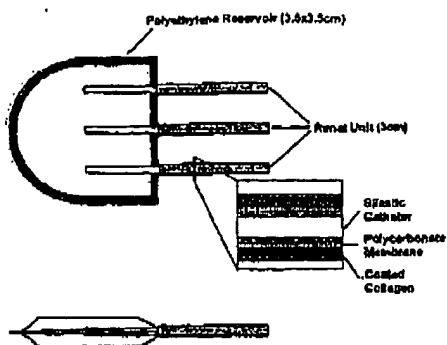 Polyethylene Reservoir (3.5x3.5cm)
Renal Unit (3cm)
Silastic
Catheter
Polycarbonate
Membrane
Coated
Collagen